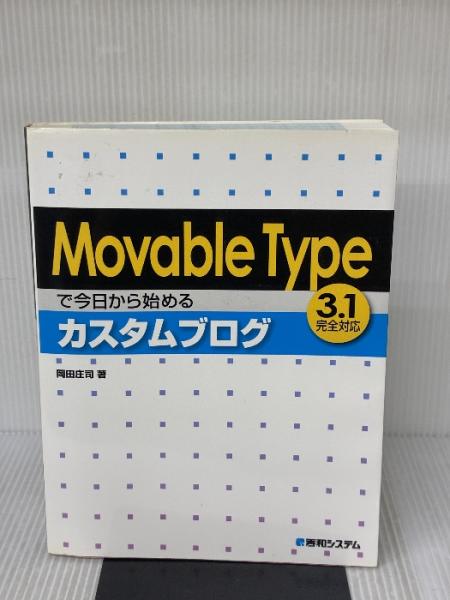 Movable Type
で今日から始める
3.1
完全対応
カスタムブログ
岡田庄司 著
秀和システム